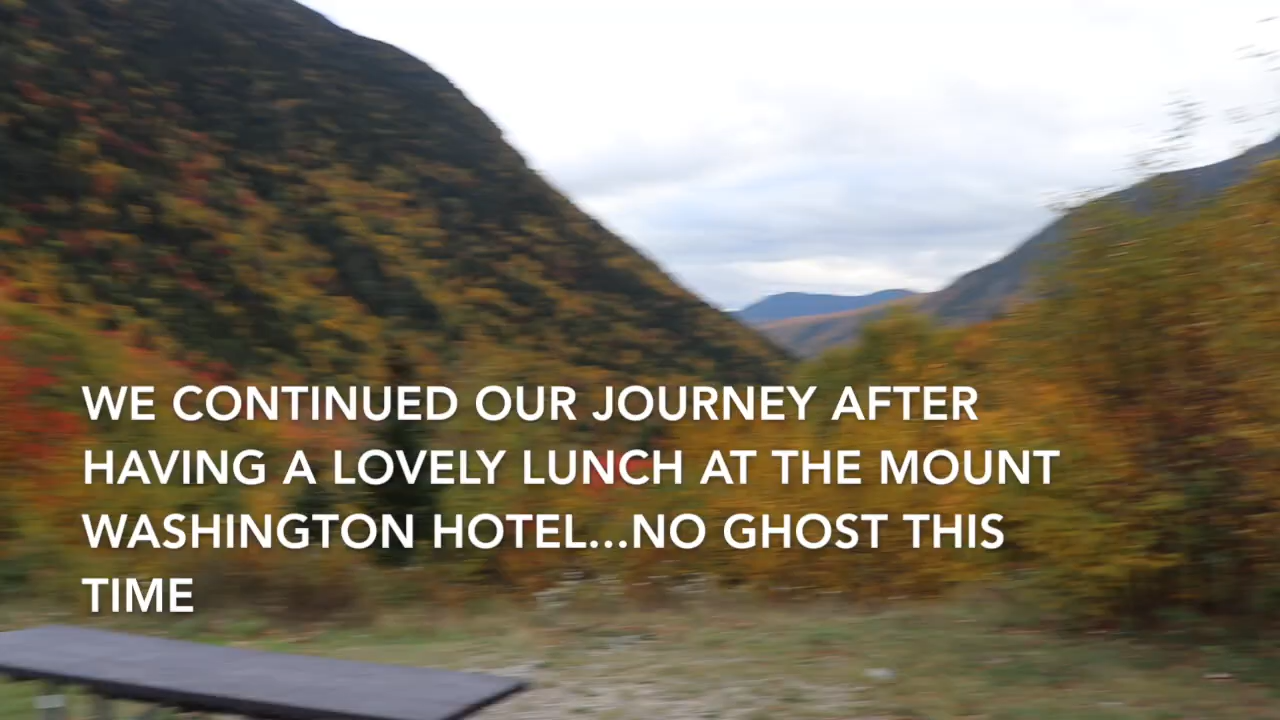 WE CONTINUED OUR JOURNEY AFTER
HAVING A LOVELY LUNCH AT THE MOUNT
WASHINGTON HOTEL...NO GHOST THIS
TIME